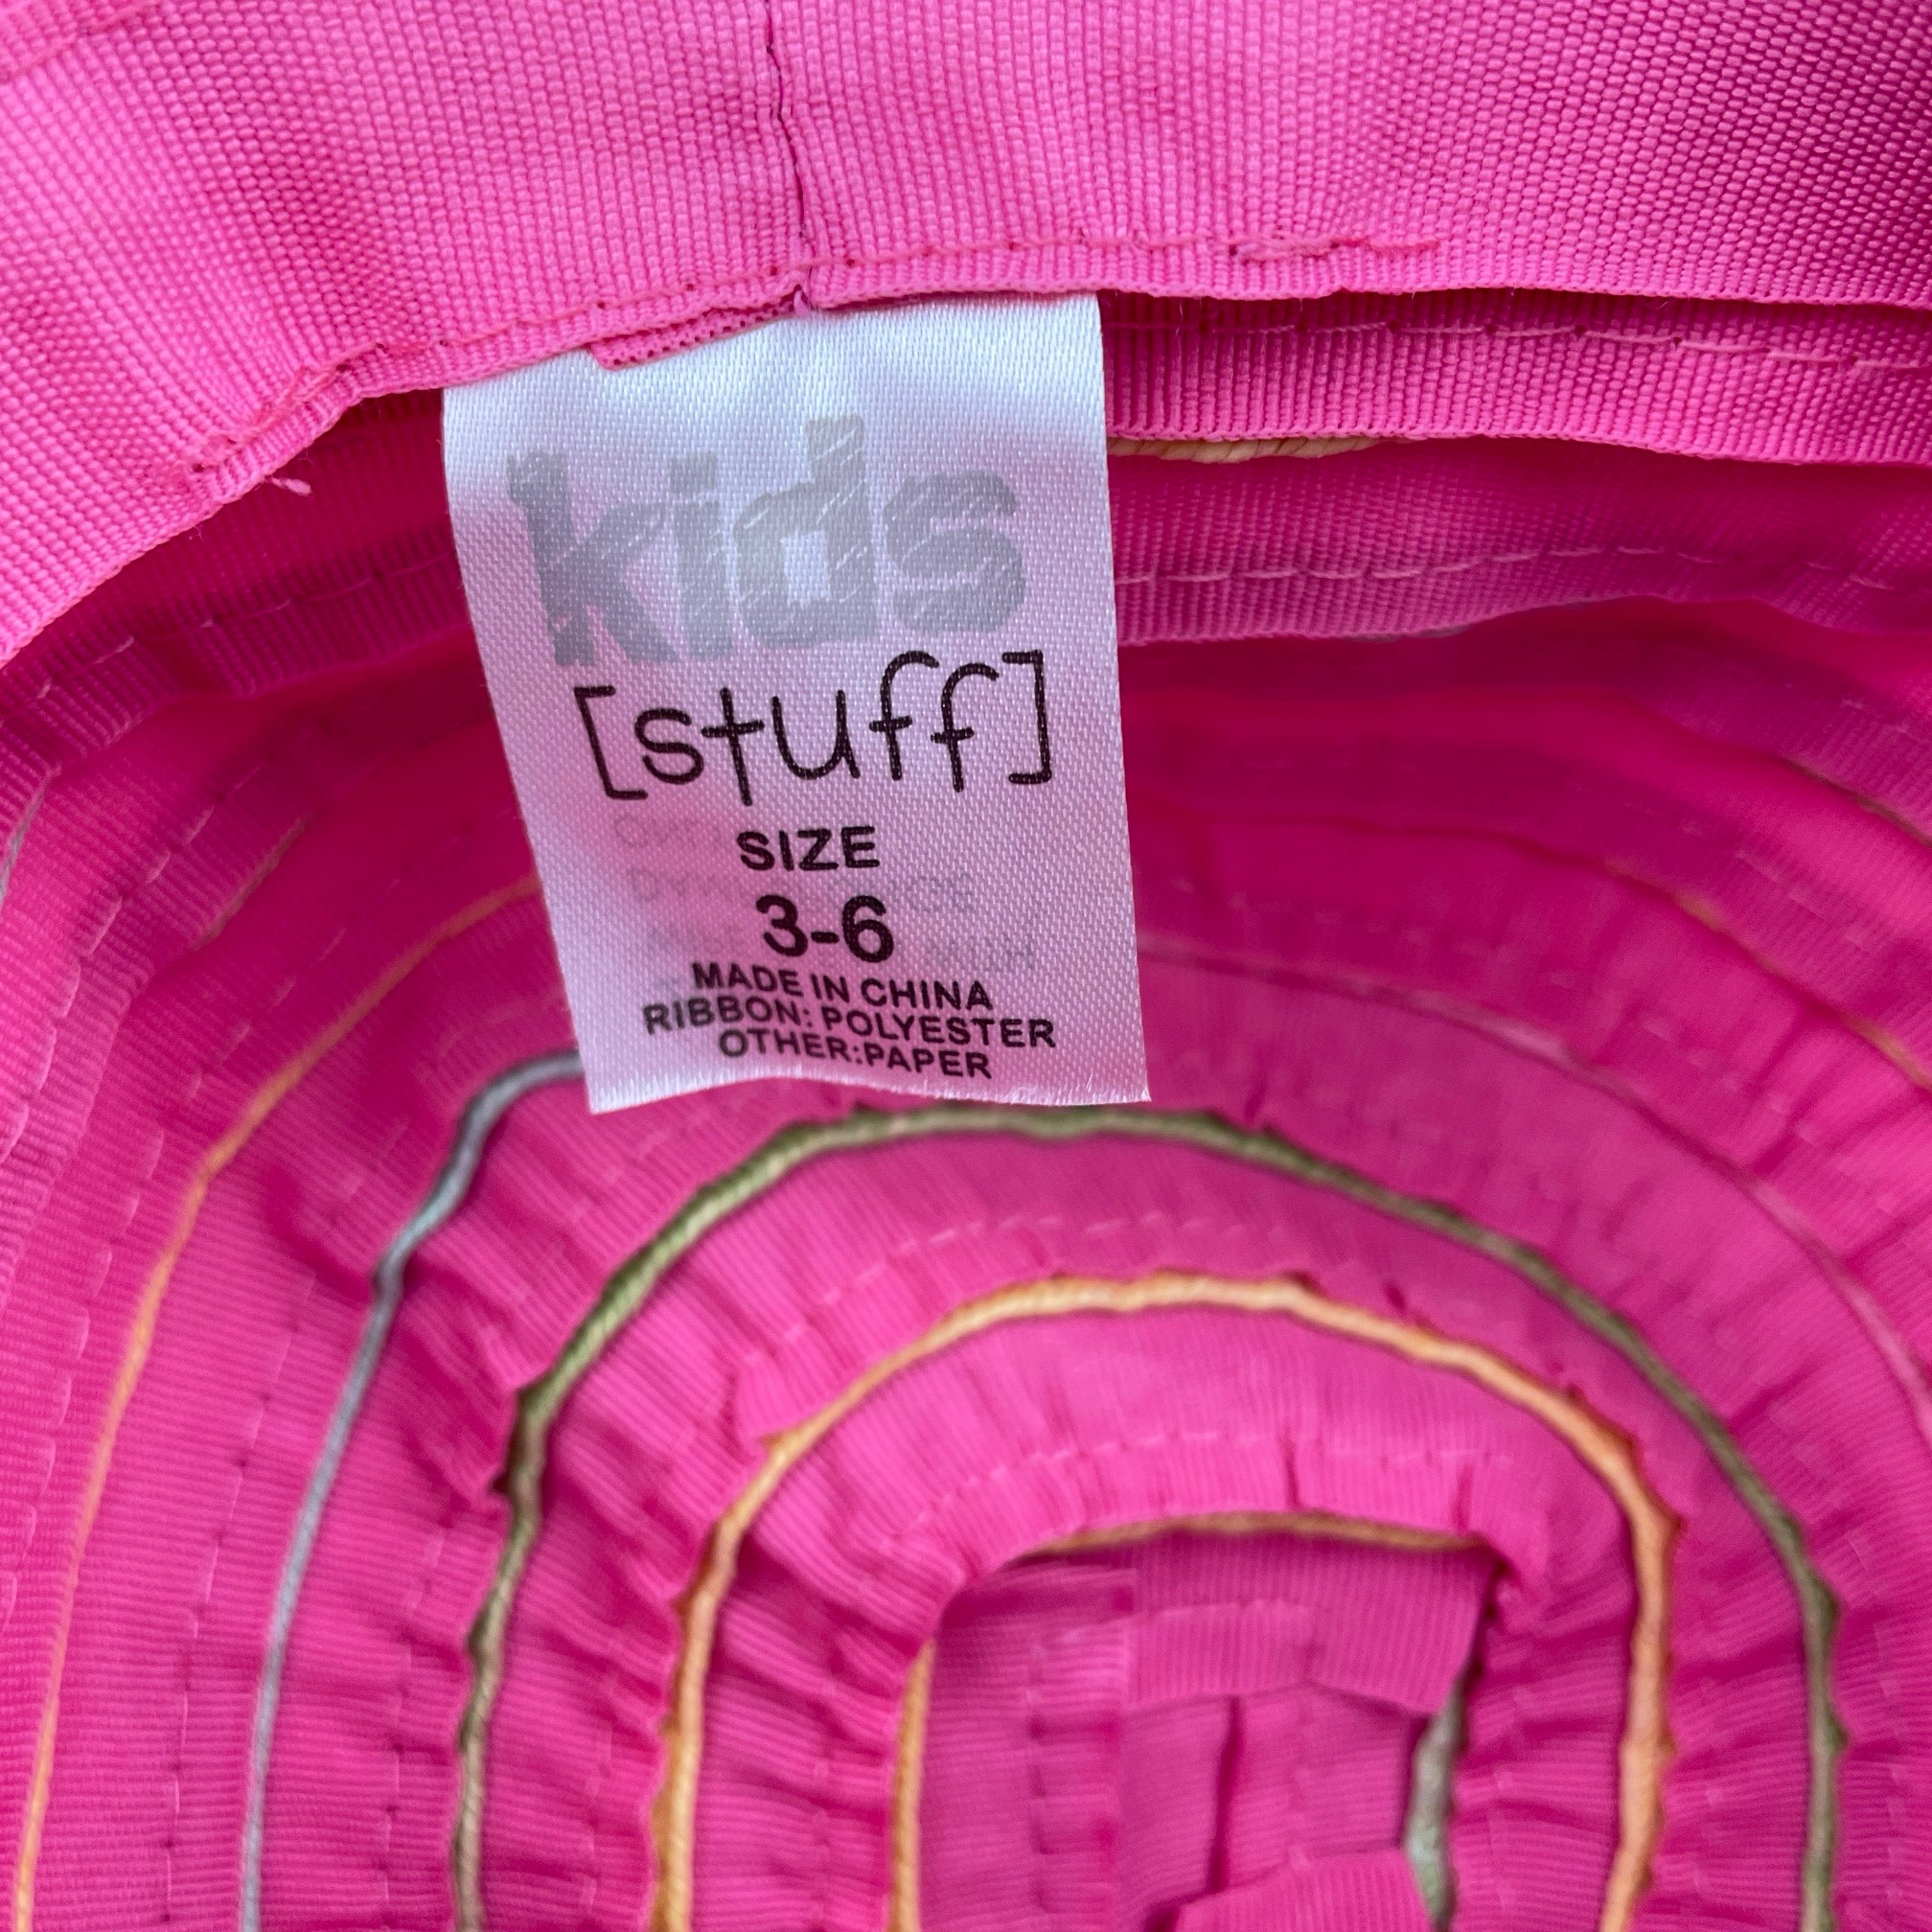 kids
[stuff]
SIZE
3-6
MADE IN CHINA
RIBBON: POLYESTER
OTHER:PAPER